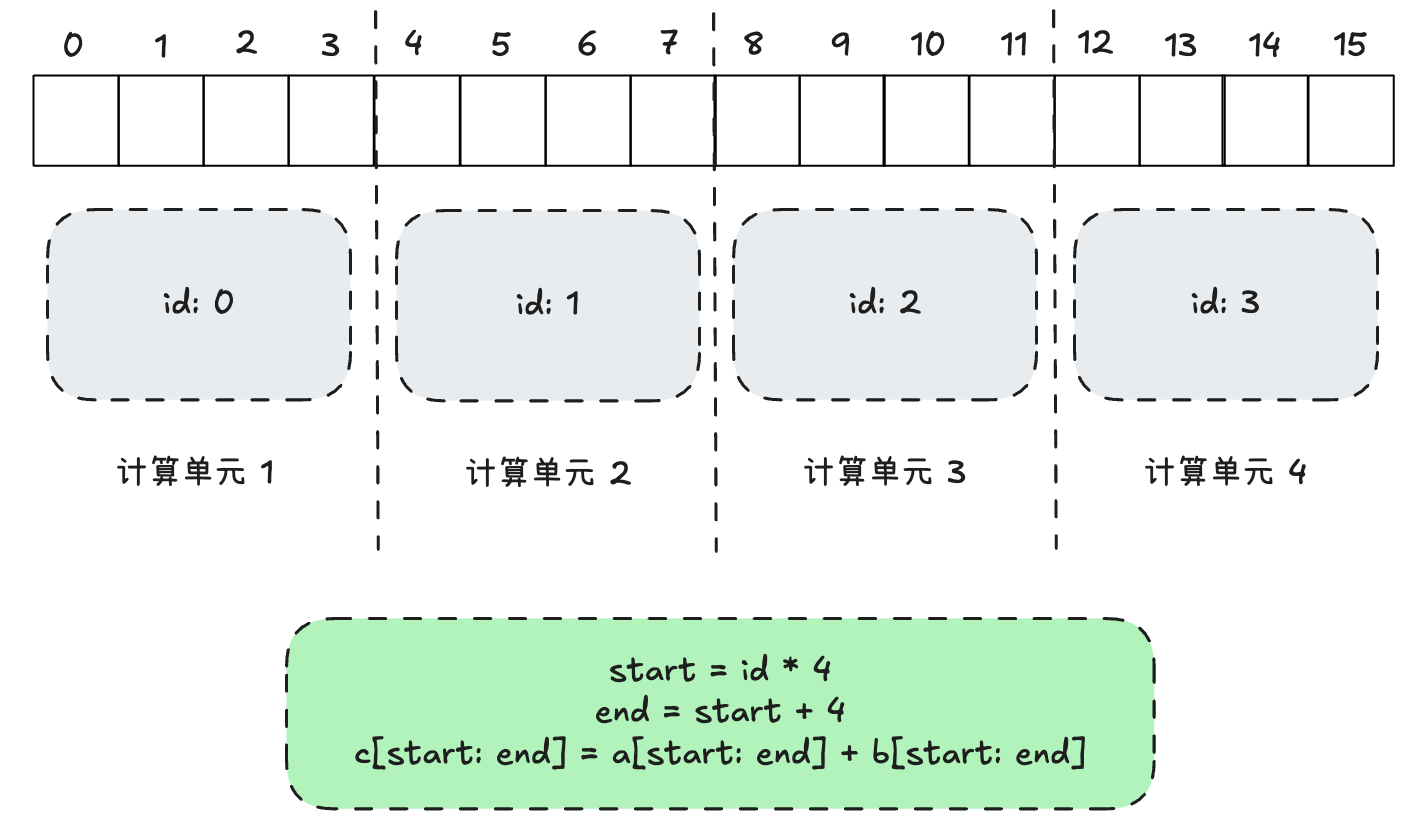 0 1 2 3 4 5 6 7 8 9 10 11 12 13 14 15
id: 0 id: 1 id: 2 id: 3
计算单元 1 计算单元 2 计算单元 3 计算单元 4
start = id * 4
end = start + 4
c[start: end] = a[start: end] + b[start: end]